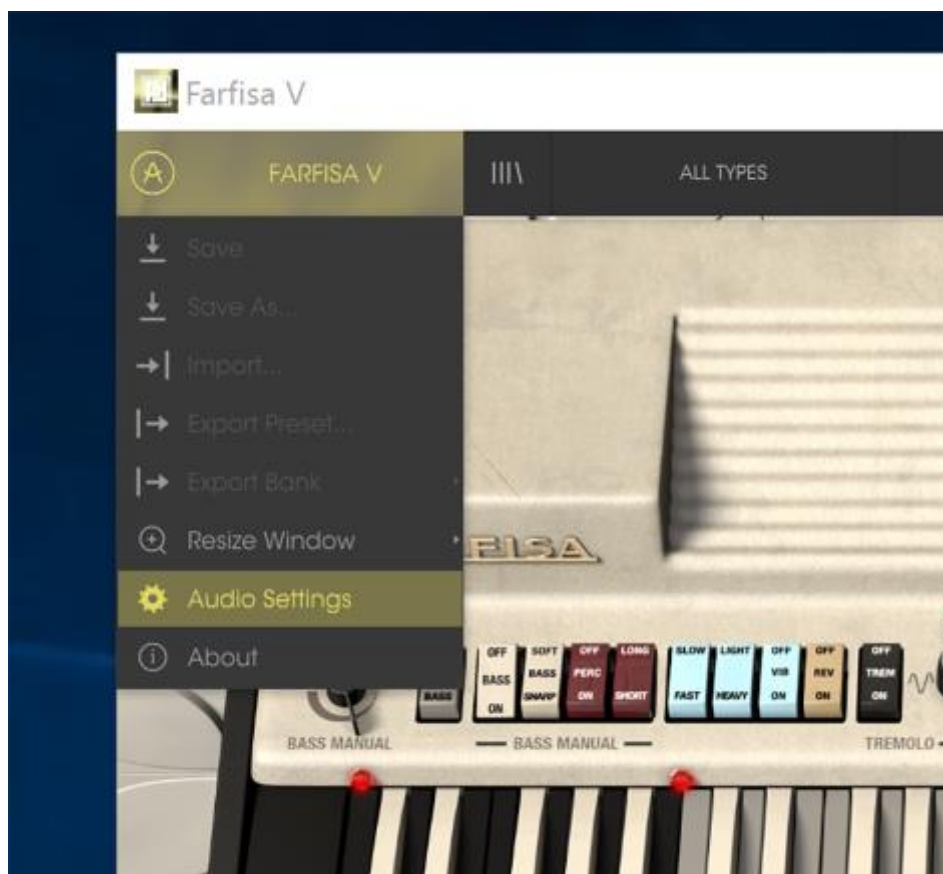 Farfisa V
FARFISA V
ALL TYPES
Save
Save As...
Import...
Export Preset...
Export Bank
Resize Window
Audio Settings
About
FISA
BASS
OFF BASS ON
SOFT BASS SHARP
OFF PERC ON
LONG SHORT
SLOW FAST
LIGHT HEAVY
OFF VIB ON
OFF REV ON
OFF TREM ON
BASS MANUAL
BASS MANUAL
TREMOLO